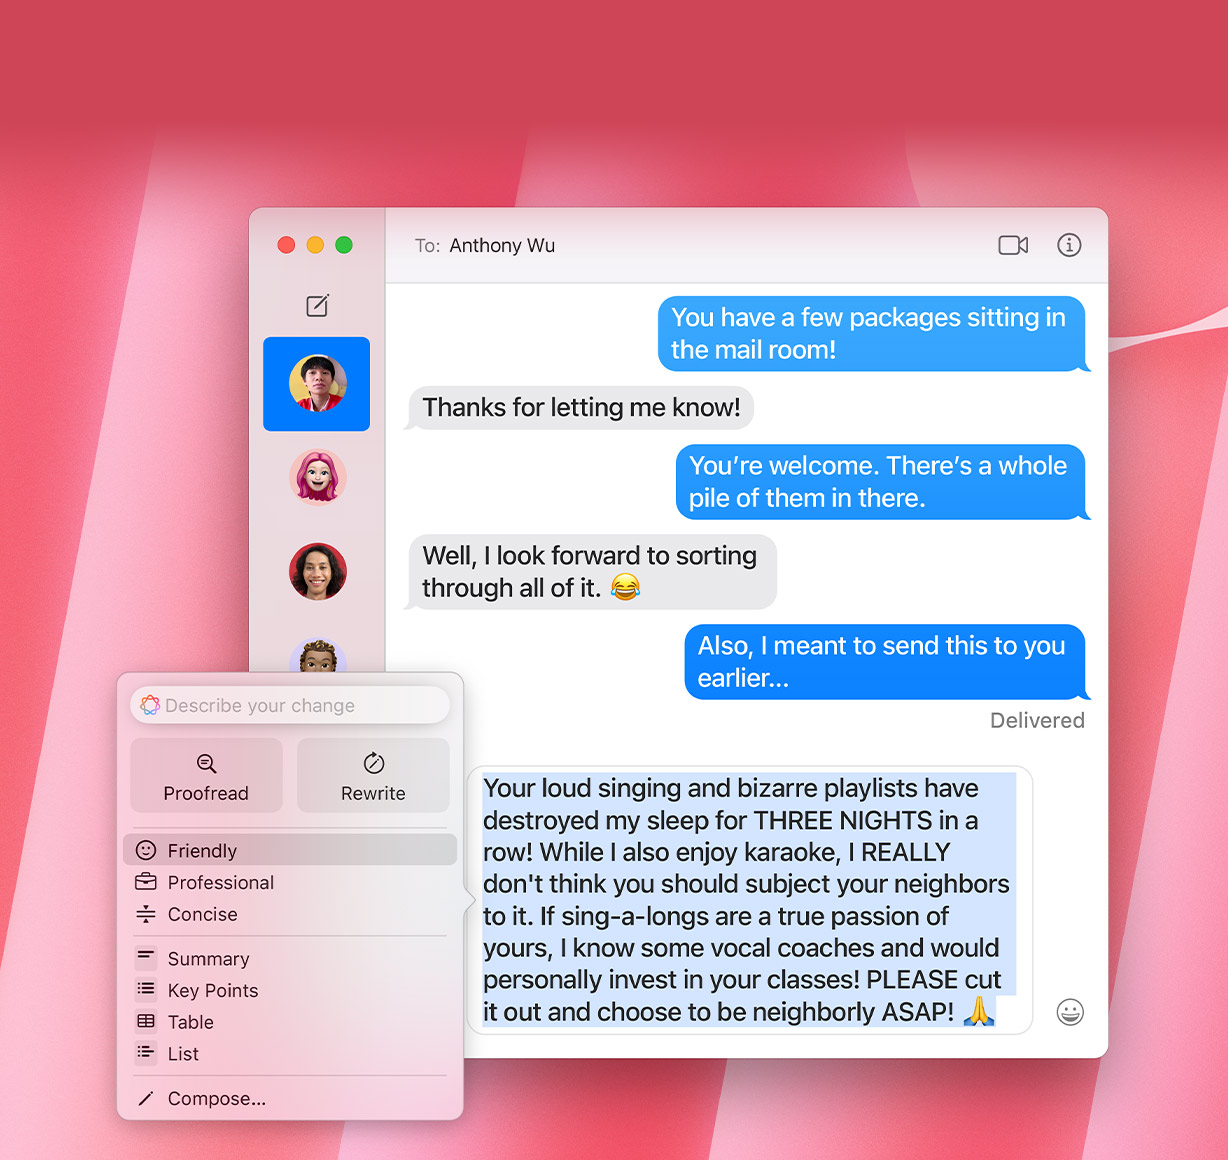 To: Anthony Wu
You have a few packages sitting in
the mail room!
Thanks for letting me know!
You’re welcome. There’s a whole
pile of them in there.
Well, I look forward to sorting
through all of it. 😂
Also, I meant to send this to you
earlier...
Delivered
Your loud singing and bizarre playlists have
destroyed my sleep for THREE NIGHTS in a
row! While I also enjoy karaoke, I REALLY
don't think you should subject your neighbors
to it. If sing-a-longs are a true passion of
yours, I know some vocal coaches and would
personally invest in your classes! PLEASE cut
it out and choose to be neighborly ASAP! 🙏
Describe your change
Proofread
Rewrite
Friendly
Professional
Concise
Summary
Key Points
Table
List
Compose...